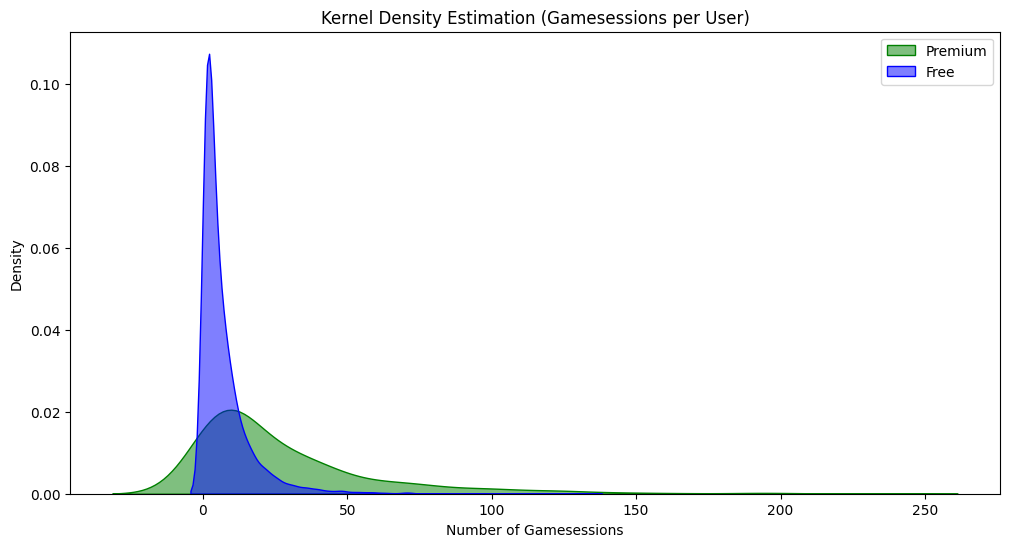 Kernel Density Estimation (Gamesessions per User)
Premium
Free
0.10
0.08
0.06
0.04
0.02
0.00
Density
0 50 100 150 200 250
Number of Gamesessions